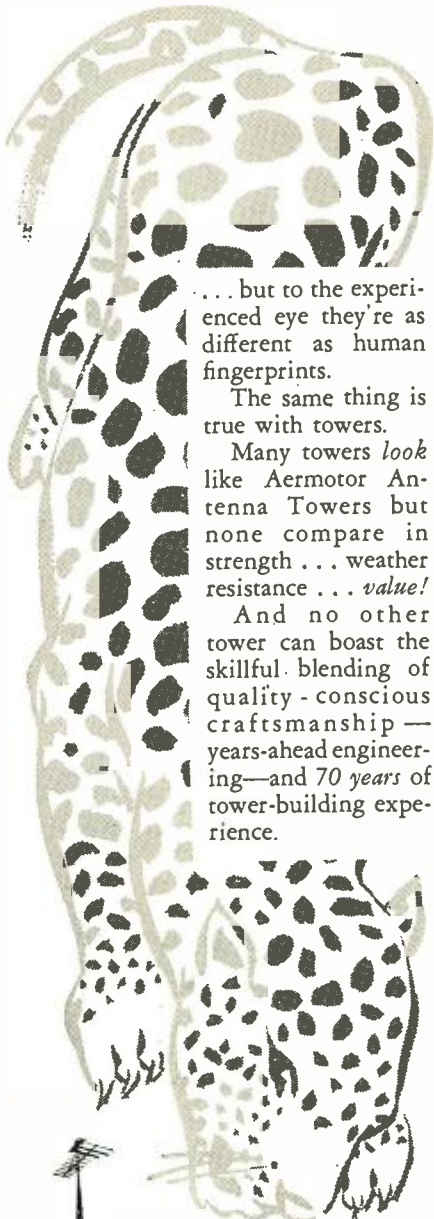 ...but to the experi-
enced eye they're as
different as human
fingerprints.
The same thing is
true with towers.
Many towers look
like Aermotor An-
tenna Towers but
none compare in
strength ... weather
resistance ... value!
And no other
tower can boast the
skillful blending of
quality - conscious
craftsmanship —
years-ahead engineer-
ing—and 70 years of
tower-building expe-
rience.